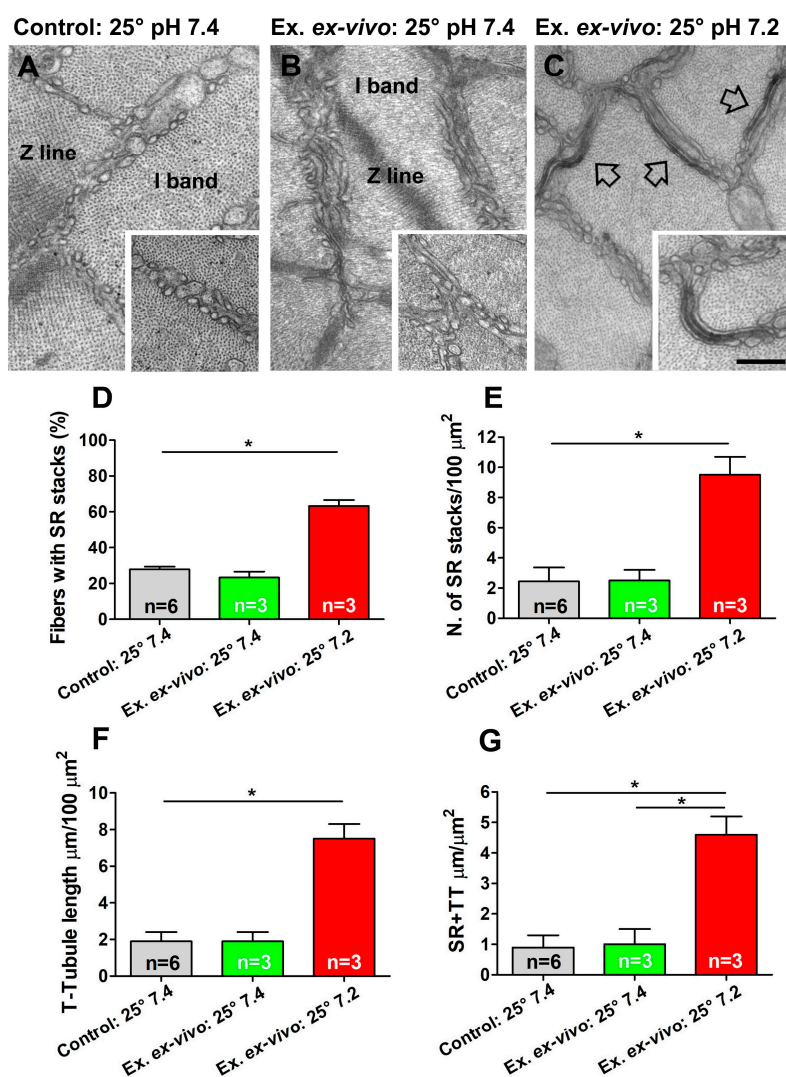 Control: 25° pH 7.4
Ex. ex-vivo: 25° pH 7.4
Ex. ex-vivo: 25° pH 7.2
A
Z line
I band
B
I band
Z line
C
D
Fibers with SR stacks (%)
100
80
60
40
20
0
*
n=6
n=3
n=3
Control: 25° 7.4
Ex. ex-vivo: 25° 7.4
Ex. ex-vivo: 25° 7.2
E
N. of SR stacks/100 μm²
12
10
8
6
4
2
0
*
n=6
n=3
n=3
Control: 25° 7.4
Ex. ex-vivo: 25° 7.4
Ex. ex-vivo: 25° 7.2
F
T-Tubule length μm/100 μm²
10
8
6
4
2
0
*
n=6
n=3
n=3
Control: 25° 7.4
Ex. ex-vivo: 25° 7.4
Ex. ex-vivo: 25° 7.2
G
SR+TT μm/μm²
6
5
4
3
2
1
0
*
*
n=6
n=3
n=3
Control: 25° 7.4
Ex. ex-vivo: 25° 7.4
Ex. ex-vivo: 25° 7.2